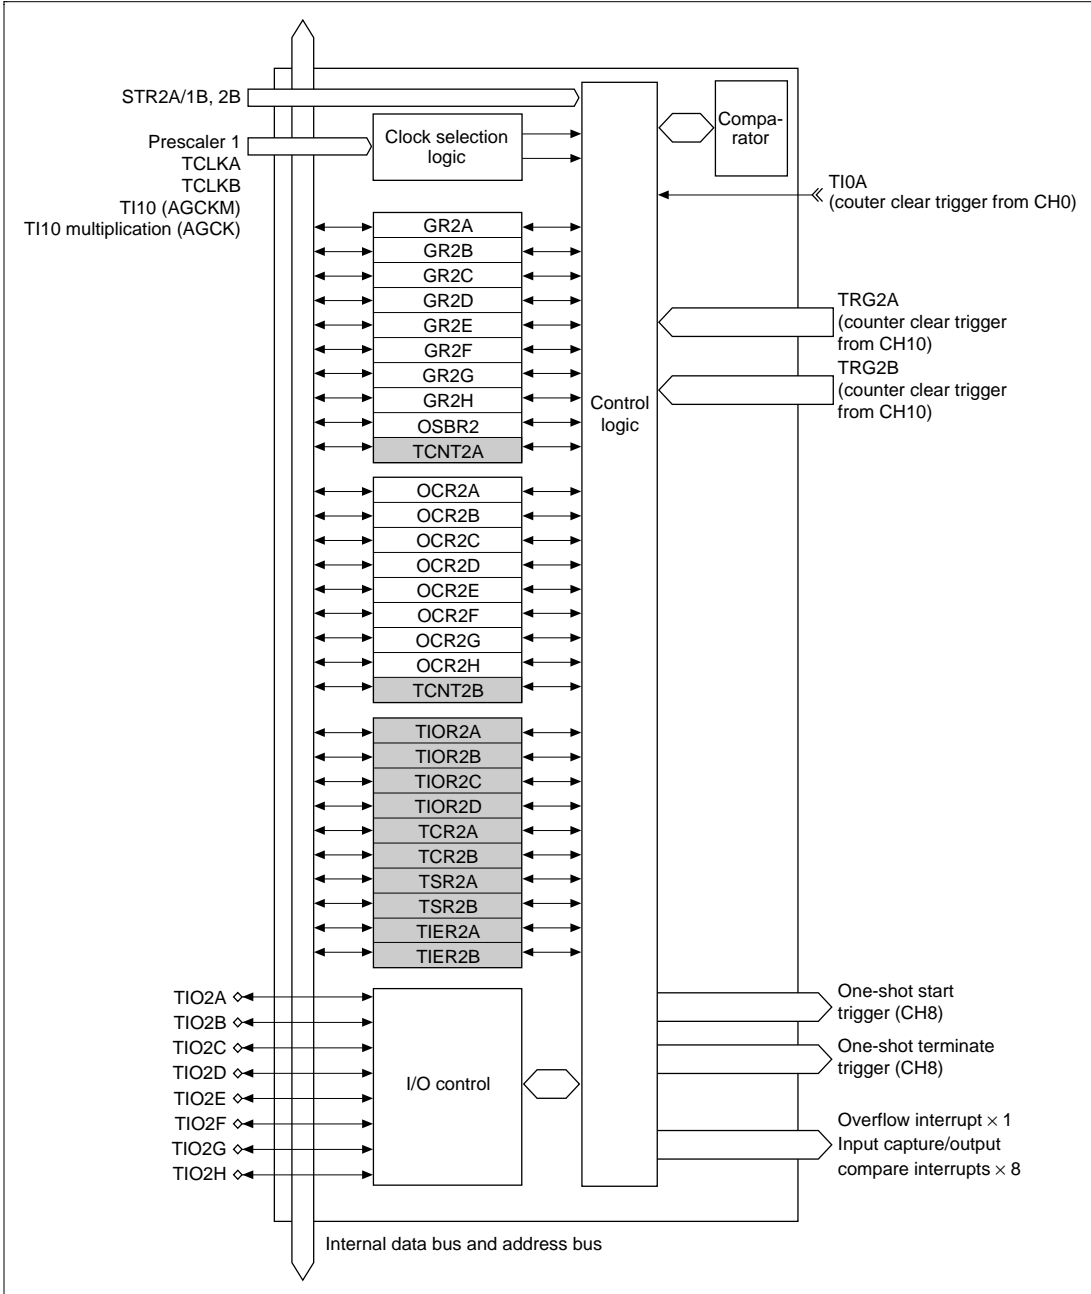 STR2A/1B, 2B
Prescaler 1
TCLKA
TCLKB
TI10 (AGCKM)
TI10 multiplication (AGCK)
Clock selection
logic
Compa-
rator
TI0A
(couter clear trigger from CH0)
GR2A
GR2B
GR2C
GR2D
GR2E
GR2F
GR2G
GR2H
OSBR2
TCNT2A
TRG2A
(counter clear trigger
from CH10)
TRG2B
(counter clear trigger
from CH10)
Control
logic
OCR2A
OCR2B
OCR2C
OCR2D
OCR2E
OCR2F
OCR2G
OCR2H
TCNT2B
TIOR2A
TIOR2B
TIOR2C
TIOR2D
TCR2A
TCR2B
TSR2A
TSR2B
TIER2A
TIER2B
TIO2A
TIO2B
TIO2C
TIO2D
TIO2E
TIO2F
TIO2G
TIO2H
I/O control
One-shot start
trigger (CH8)
One-shot terminate
trigger (CH8)
Overflow interrupt × 1
Input capture/output
compare interrupts × 8
Internal data bus and address bus